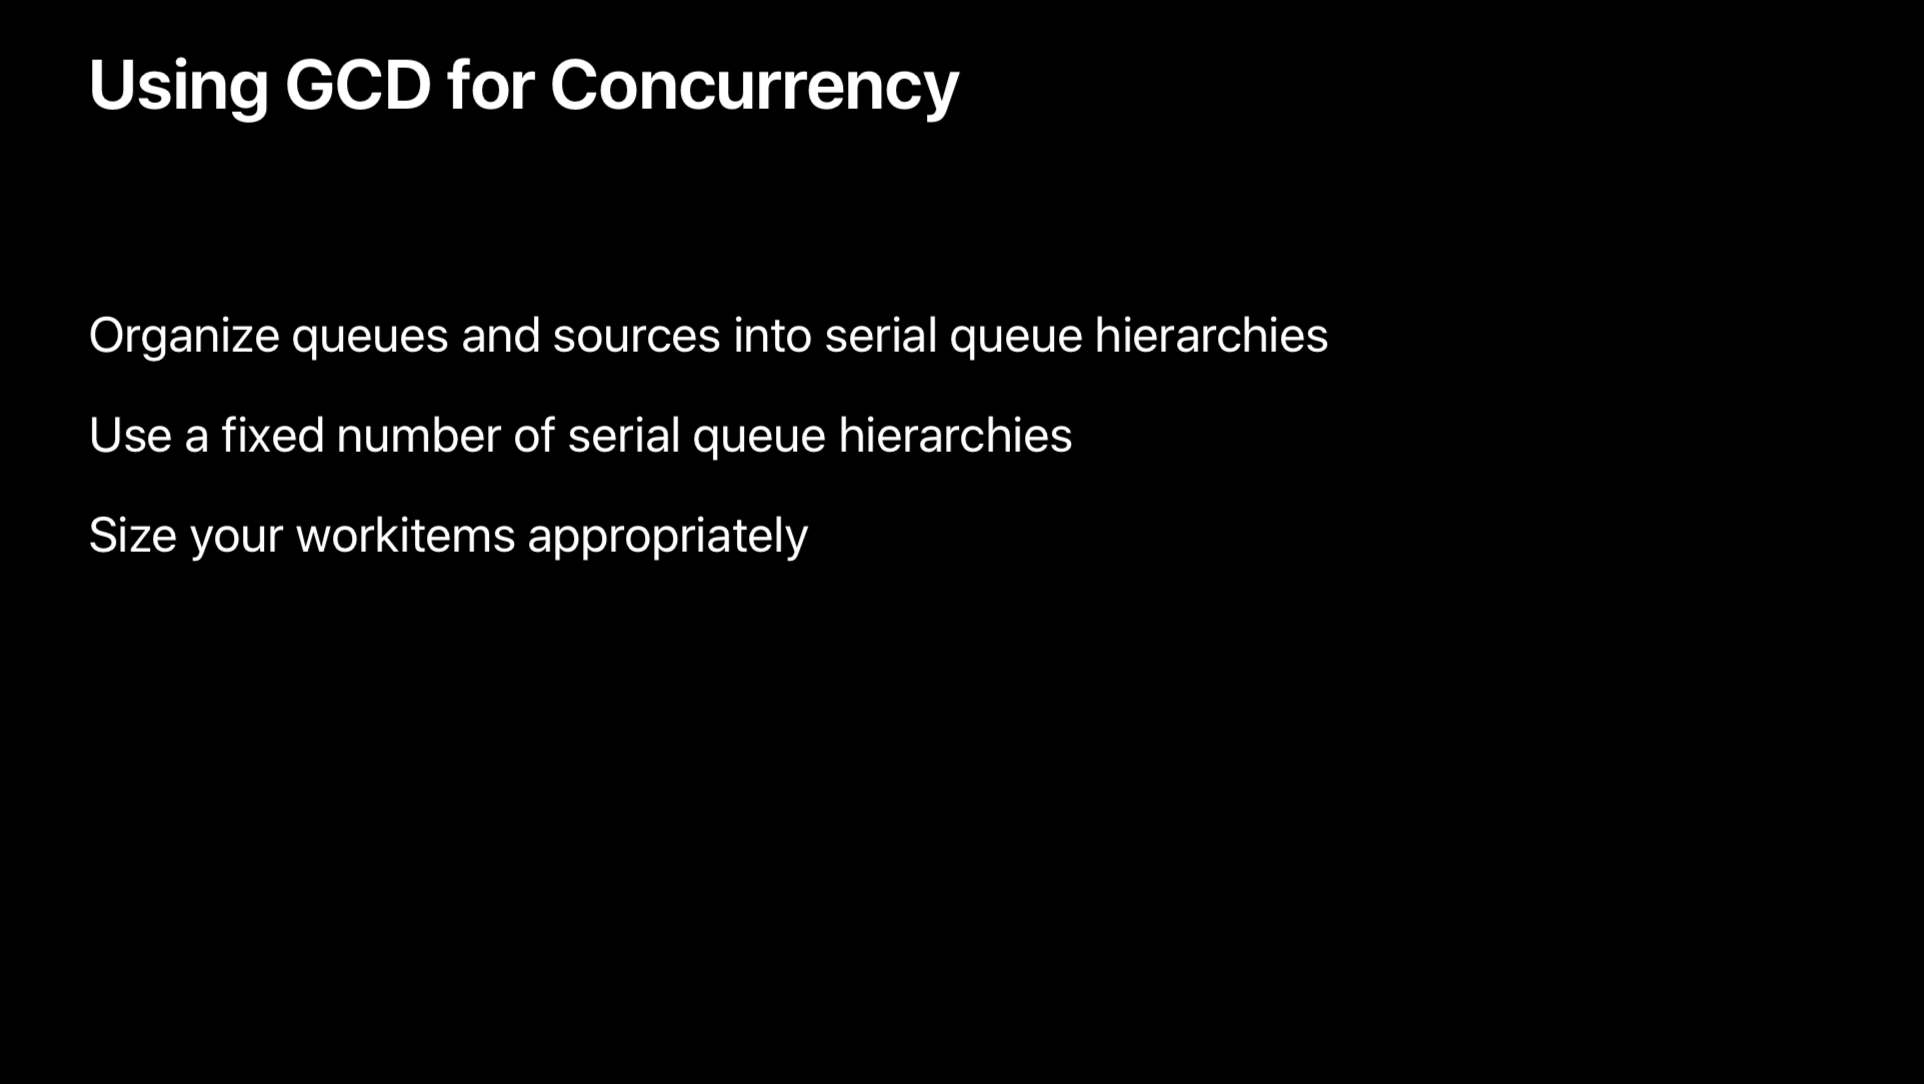 Using GCD for Concurrency
Organize queues and sources into serial queue hierarchies
Use a fixed number of serial queue hierarchies
Size your workitems appropriately